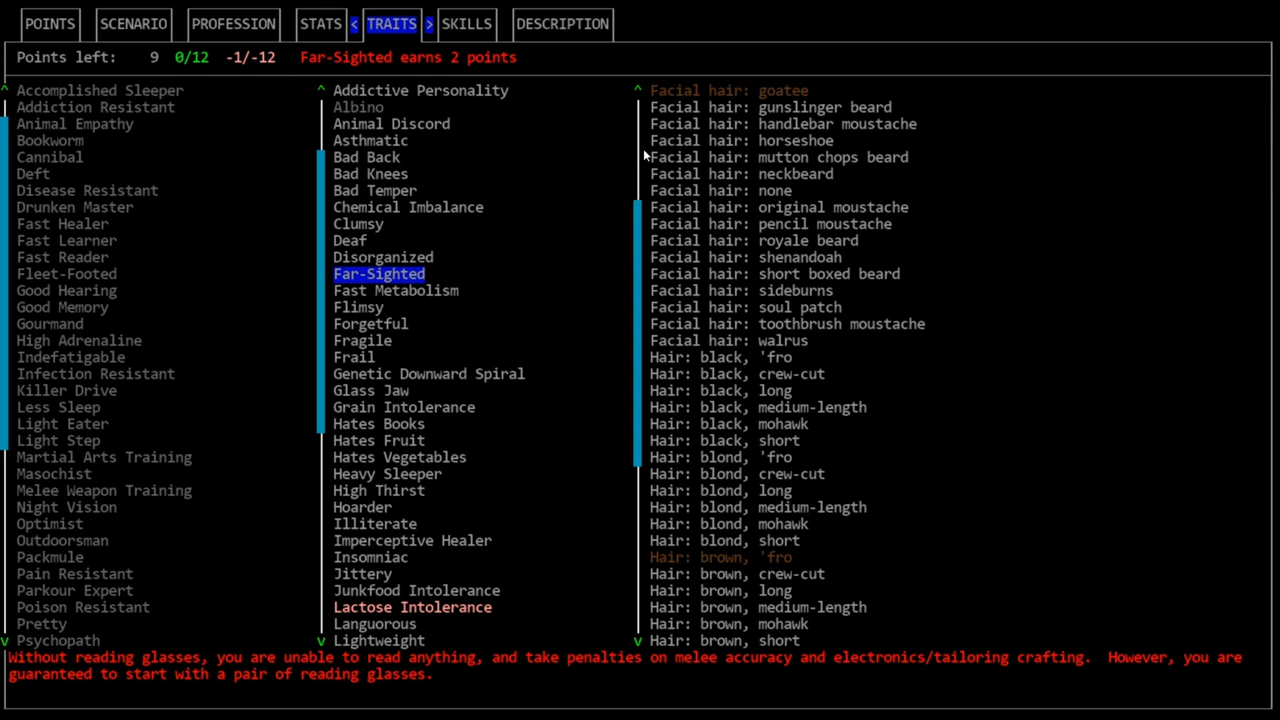 POINTS SCENARIO PROFESSION STATS < TRAITS > SKILLS DESCRIPTION
Points left: 9 0/12 -1/-12 Far-Sighted earns 2 points
^ Accomplished Sleeper ^ Addictive Personality ^ Facial hair: goatee
Addiction Resistant Albino Facial hair: gunslinger beard
Animal Empathy Animal Discord Facial hair: handlebar moustache
Bookworm Asthmatic Facial hair: horseshoe
Cannibal Bad Back Facial hair: mutton chops beard
Deft Bad Knees Facial hair: neckbeard
Disease Resistant Bad Temper Facial hair: none
Drunken Master Chemical Imbalance Facial hair: original moustache
Fast Healer Clumsy Facial hair: pencil moustache
Fast Learner Deaf Facial hair: royale beard
Fast Reader Disorganized Facial hair: shenandoah
Fleet-Footed Far-Sighted Facial hair: short boxed beard
Good Hearing Fast Metabolism Facial hair: sideburns
Good Memory Flimsy Facial hair: soul patch
Gourmand Forgetful Facial hair: toothbrush moustache
High Adrenaline Fragile Facial hair: walrus
Indefatigable Frail Hair: black, 'fro
Infection Resistant Genetic Downward Spiral Hair: black, crew-cut
Killer Drive Glass Jaw Hair: black, long
Less Sleep Grain Intolerance Hair: black, medium-length
Light Eater Hates Books Hair: black, mohawk
Light Step Hates Fruit Hair: black, short
Martial Arts Training Hates Vegetables Hair: blond, 'fro
Masochist Heavy Sleeper Hair: blond, crew-cut
Melee Weapon Training High Thirst Hair: blond, long
Night Vision Hoarder Hair: blond, medium-length
Optimist Illiterate Hair: blond, mohawk
Outdoorsman Imperceptive Healer Hair: blond, short
Packmule Insomniac Hair: brown, 'fro
Pain Resistant Jittery Hair: brown, crew-cut
Parkour Expert Junkfood Intolerance Hair: brown, long
Poison Resistant Lactose Intolerance Hair: brown, medium-length
Pretty Languorous Hair: brown, mohawk
v Psychopath v Lightweight v Hair: brown, short
Without reading glasses, you are unable to read anything, and take penalties on melee accuracy and electronics/tailoring crafting. However, you are
guaranteed to start with a pair of reading glasses.